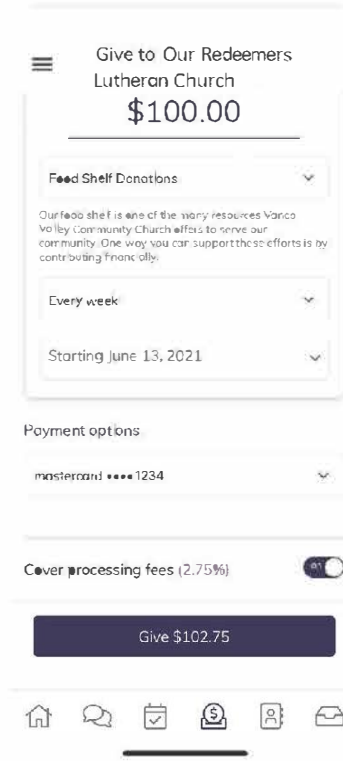 Give to Our Redeemers
Lutheran Church
$100.00
Food Shelf Donations
Our food shelf is one of the many resources Vanco
Valley Community Church offers to serve our
community. One way you can support these efforts is by
contributing financially.
Every week
Starting June 13, 2021
Payment options
mastercard •••• 1234
Cover processing fees (2.75%)
On
Give $102.75